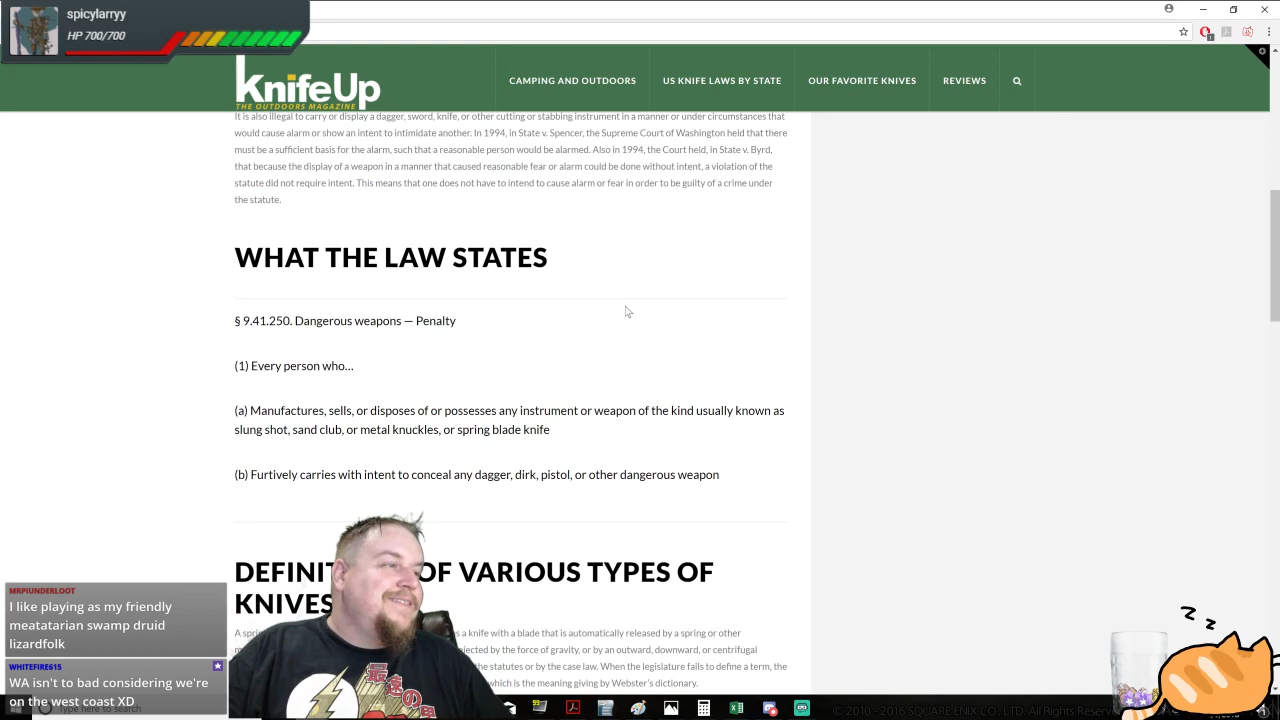 spicylarryy
HP 700/700
knifeUp
THE OUTDOORS MAGAZINE
CAMPING AND OUTDOORS
US KNIFE LAWS BY STATE
OUR FAVORITE KNIVES
REVIEWS
It is also illegal to carry or display a dagger, sword, knife, or other cutting or stabbing instrument in a manner or under circumstances that
would cause alarm or show an intent to intimidate another. In 1994, in State v. Spencer, the Supreme Court of Washington held that there
must be a sufficient basis for the alarm, such that a reasonable person would be alarmed. Also in 1994, the Court held, in State v. Byrd,
that because the display of a weapon in a manner that caused reasonable fear or alarm could be done without intent, a violation of the
statute did not require intent. This means that one does not have to intend to cause alarm or fear in order to be guilty of a crime under
the statute.
WHAT THE LAW STATES
§ 9.41.250. Dangerous weapons — Penalty
(1) Every person who…
(a) Manufactures, sells, or disposes of or possesses any instrument or weapon of the kind usually known as
slung shot, sand club, or metal knuckles, or spring blade knife
(b) Furtively carries with intent to conceal any dagger, dirk, pistol, or other dangerous weapon
OF VARIOUS TYPES OF
KNIVES
as a knife with a blade that is automatically released by a spring or other
by the force of gravity, or by an outward, downward, or centrifugal
the statutes or by the case law. When the legislature fails to define a term, the
which is the meaning giving by Webster's dictionary.
MRPIUNDERLOOT
I like playing as my friendly
meatatarian swamp druid
lizardfolk
WHITEFIRE615
WA isn't to bad considering we're
on the west coast XD
Type here to search
© 2010 - 2016 SQUARE ENIX CO., LTD. All Rights Reserved.
z z z